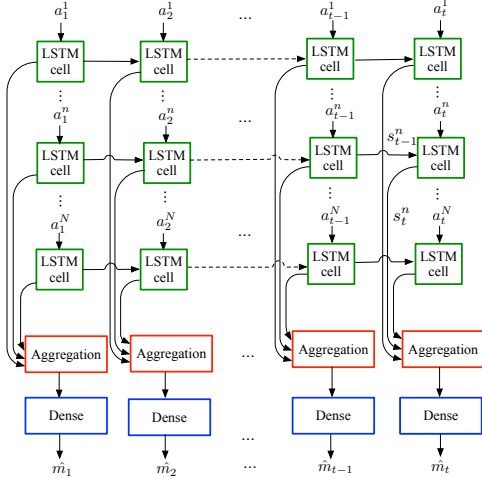 a_1^1 a_2^1 ... a_{t-1}^1 a_t^1
LSTM cell LSTM cell LSTM cell LSTM cell
⋮ ⋮ ⋮ ⋮
a_1^n a_2^n ... a_{t-1}^n a_t^n
s_{t-1}^n
LSTM cell LSTM cell LSTM cell LSTM cell
⋮ ⋮ ⋮ ⋮
a_1^N a_2^N ... a_{t-1}^N s_t^n a_t^N
LSTM cell LSTM cell LSTM cell LSTM cell
Aggregation Aggregation ... Aggregation Aggregation
Dense Dense ... Dense Dense
m̂_1 m̂_2 ... m̂_{t-1} m̂_t